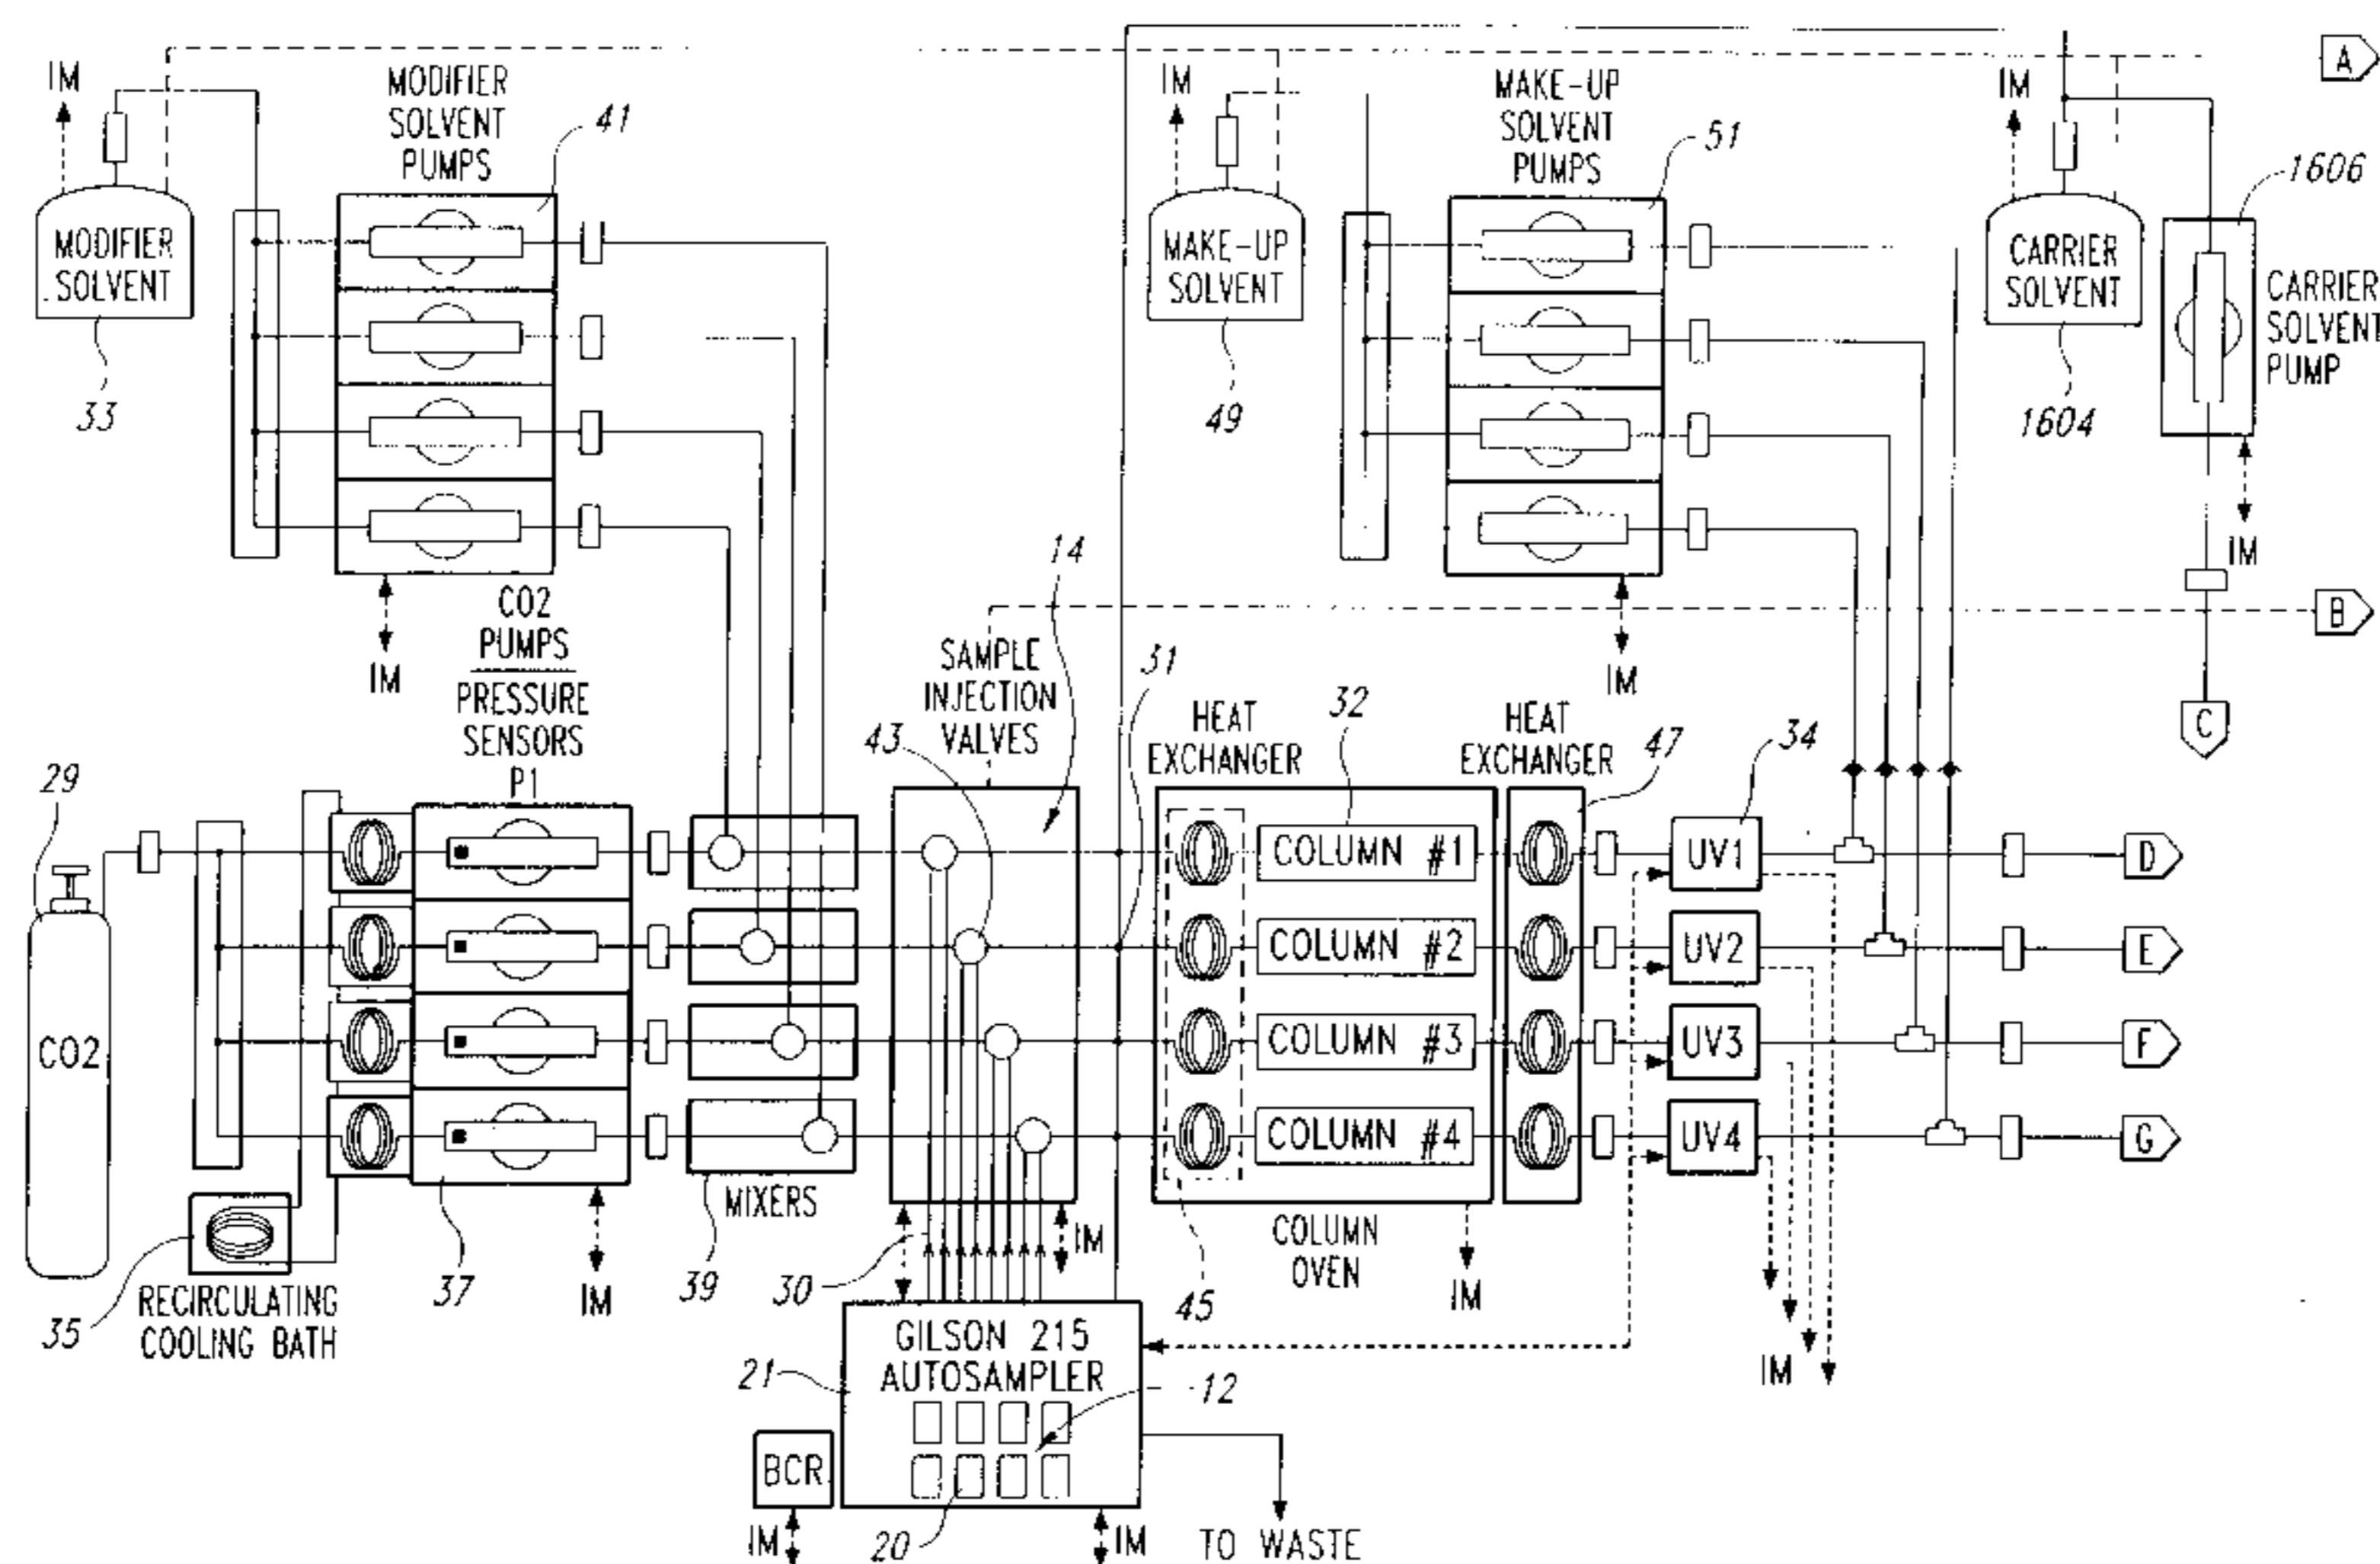 IM
MODIFIER
SOLVENT
PUMPS
41
MODIFIER
SOLVENT
33
IM
IM
MAKE-UP
SOLVENT
PUMPS
51
MAKE-UP
SOLVENT
49
IM
IM
CARRIER
SOLVENT
1604
1606
CARRIER
SOLVENT
PUMP
IM
A
B
C
CO2
PUMPS
PRESSURE
SENSORS
P1
SAMPLE
INJECTION
VALVES
14
43
31
HEAT
EXCHANGER
32
HEAT
EXCHANGER
47
34
29
CO2
COLUMN #1
UV1
D
COLUMN #2
UV2
E
COLUMN #3
UV3
F
COLUMN #4
UV4
G
MIXERS
39
37
IM
35
RECIRCULATING
COOLING BATH
30
IM
45
COLUMN
OVEN
IM
IM
GILSON 215
AUTOSAMPLER
21
12
20
BCR
IM
IM
TO WASTE